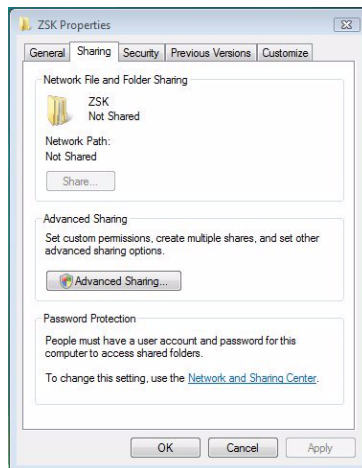 ZSK Properties
General Sharing Security Previous Versions Customize
Network File and Folder Sharing
ZSK
Not Shared
Network Path:
Not Shared
Share...
Advanced Sharing
Set custom permissions, create multiple shares, and set other
advanced sharing options.
Advanced Sharing...
Password Protection
People must have a user account and password for this
computer to access shared folders.
To change this setting, use the Network and Sharing Center.
OK Cancel Apply